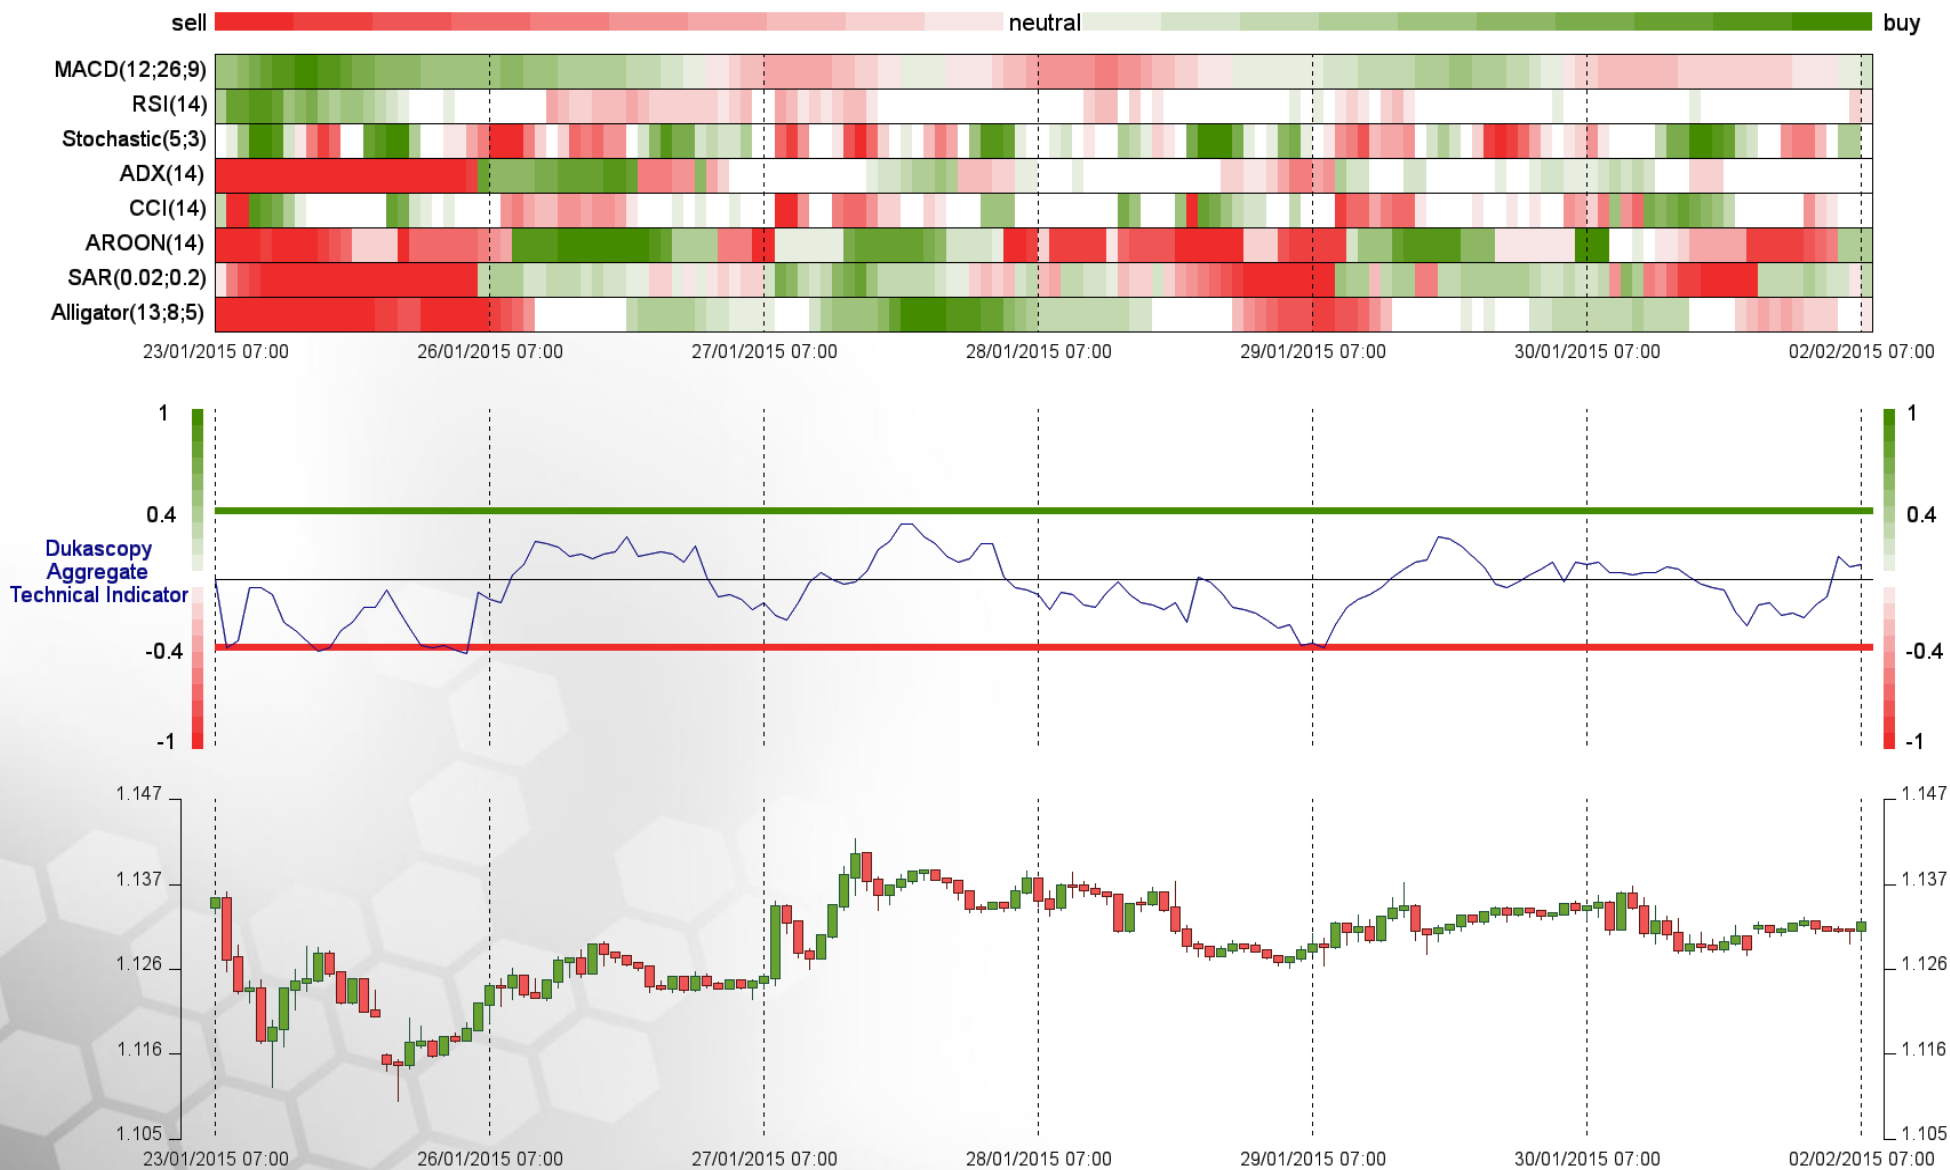 sell neutral buy
MACD(12;26;9)
RSI(14)
Stochastic(5;3)
ADX(14)
CCI(14)
AROON(14)
SAR(0.02;0.2)
Alligator(13;8;5)
23/01/2015 07:00 26/01/2015 07:00 27/01/2015 07:00 28/01/2015 07:00 29/01/2015 07:00 30/01/2015 07:00 02/02/2015 07:00
1 1
0.4 0.4
Dukascopy
Aggregate
Technical Indicator
-0.4 -0.4
-1 -1
1.147 1.147
1.137 1.137
1.126 1.126
1.116 1.116
1.105 1.105
23/01/2015 07:00 26/01/2015 07:00 27/01/2015 07:00 28/01/2015 07:00 29/01/2015 07:00 30/01/2015 07:00 02/02/2015 07:00